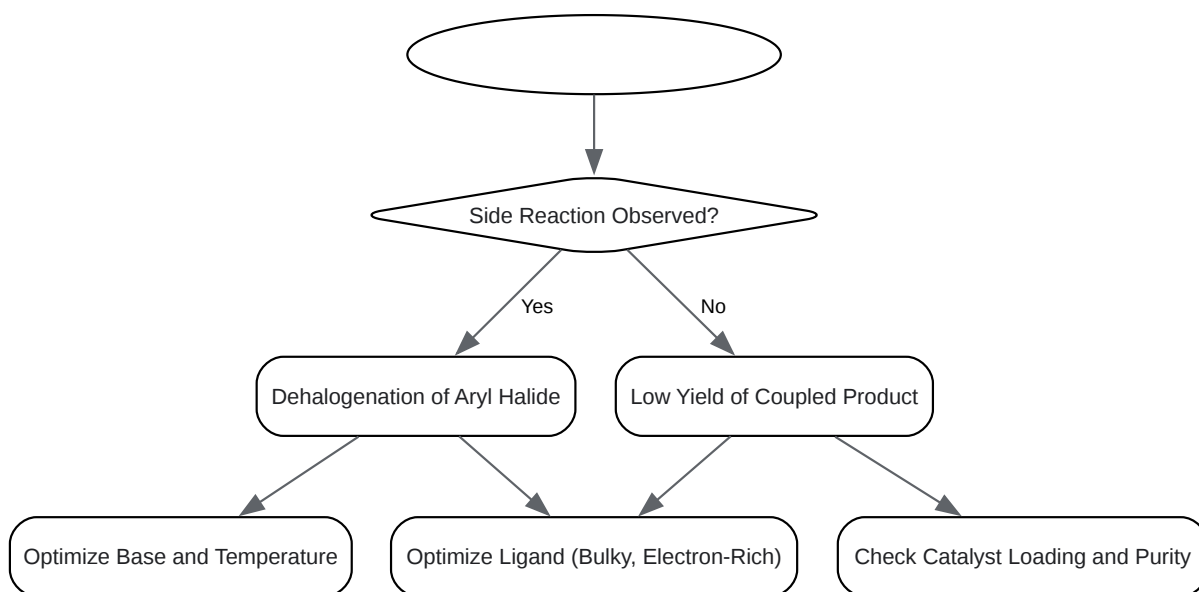 Side Reaction Observed?
Yes
No
Dehalogenation of Aryl Halide
Low Yield of Coupled Product
Optimize Base and Temperature
Optimize Ligand (Bulky, Electron-Rich)
Check Catalyst Loading and Purity